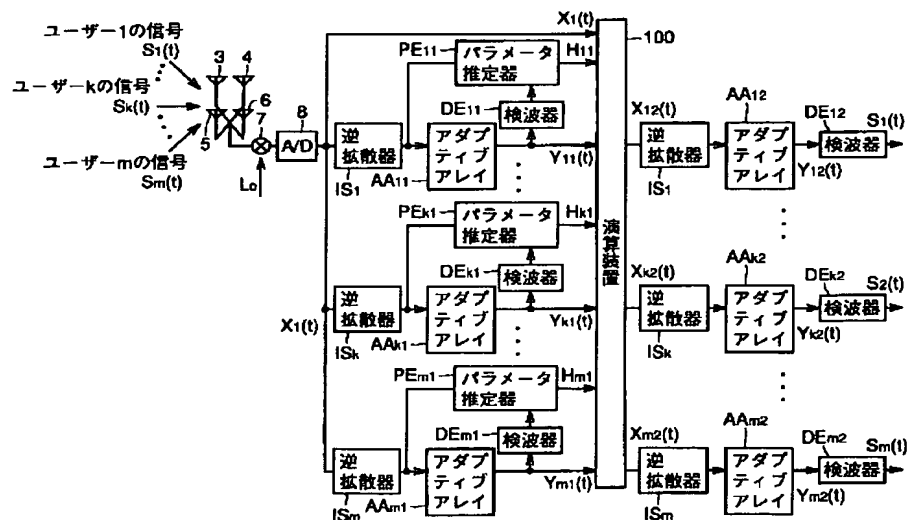 ユーザー1の信号
S1(t)
ユーザーkの信号
Sk(t)
ユーザーmの信号
Sm(t)
3
4
5
6
7
8
A/D
Lo
X1(t)
X1(t)
100
演算装置
PE11
パラメータ
推定器
H11
DE11
検波器
逆
拡散器
IS1
アダプ
ティブ
アレイ
AA11
Y11(t)
PEk1
パラメータ
推定器
Hk1
DEk1
検波器
逆
拡散器
ISk
アダプ
ティブ
アレイ
AAk1
Yk1(t)
PEm1
パラメータ
推定器
Hm1
DEm1
検波器
逆
拡散器
ISm
アダプ
ティブ
アレイ
AAm1
Ym1(t)
X12(t)
逆
拡散器
IS1
AA12
アダプ
ティブ
アレイ
DE12
検波器
S1(t)
Y12(t)
Xk2(t)
逆
拡散器
ISk
AAk2
アダプ
ティブ
アレイ
DEk2
検波器
S2(t)
Yk2(t)
Xm2(t)
逆
拡散器
ISm
AAm2
アダプ
ティブ
アレイ
DEm2
検波器
Sm(t)
Ym2(t)